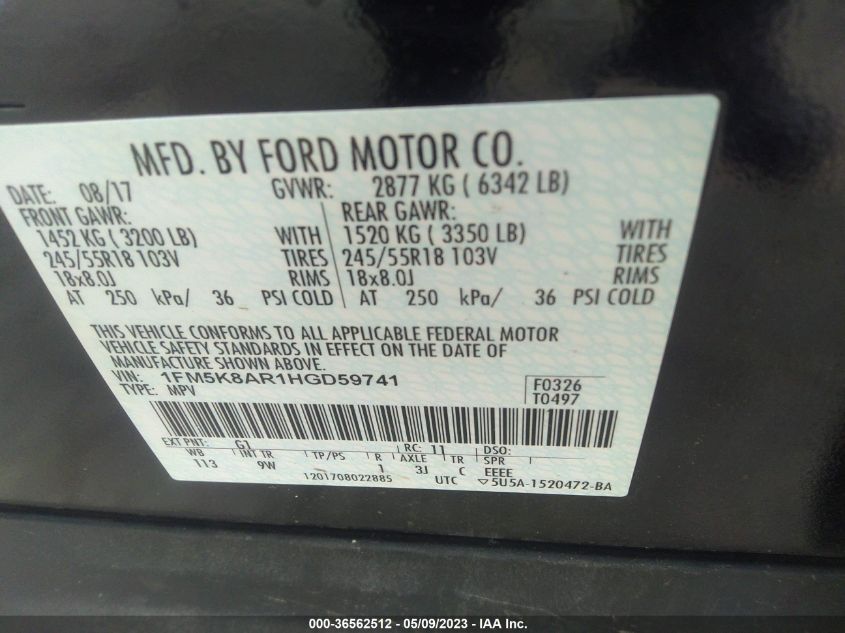 MFD. BY FORD MOTOR CO.
DATE: 08/17 GVWR: 2877 KG ( 6342 LB)
FRONT GAWR: REAR GAWR:
1452 KG ( 3200 LB) WITH 1520 KG ( 3350 LB) WITH
245/55R18 103V TIRES 245/55R18 103V TIRES
18x8.0J RIMS 18x8.0J RIMS
AT 250 kPa/ 36 PSI COLD AT 250 kPa/ 36 PSI COLD
THIS VEHICLE CONFORMS TO ALL APPLICABLE FEDERAL MOTOR
VEHICLE SAFETY STANDARDS IN EFFECT ON THE DATE OF
MANUFACTURE SHOWN ABOVE.
VIN: 1FM5K8AR1HGD59741
TYPE: MPV
F0326
T0497
EXT PNT: G1 RC: 11 DSO:
WB INT TR TP/PS R AXLE TR SPR
113 9W 1 3J C EEEE
1201708022885 UTC ▽5U5A-1520472-BA
000-36562512 - 05/09/2023 - IAA Inc.